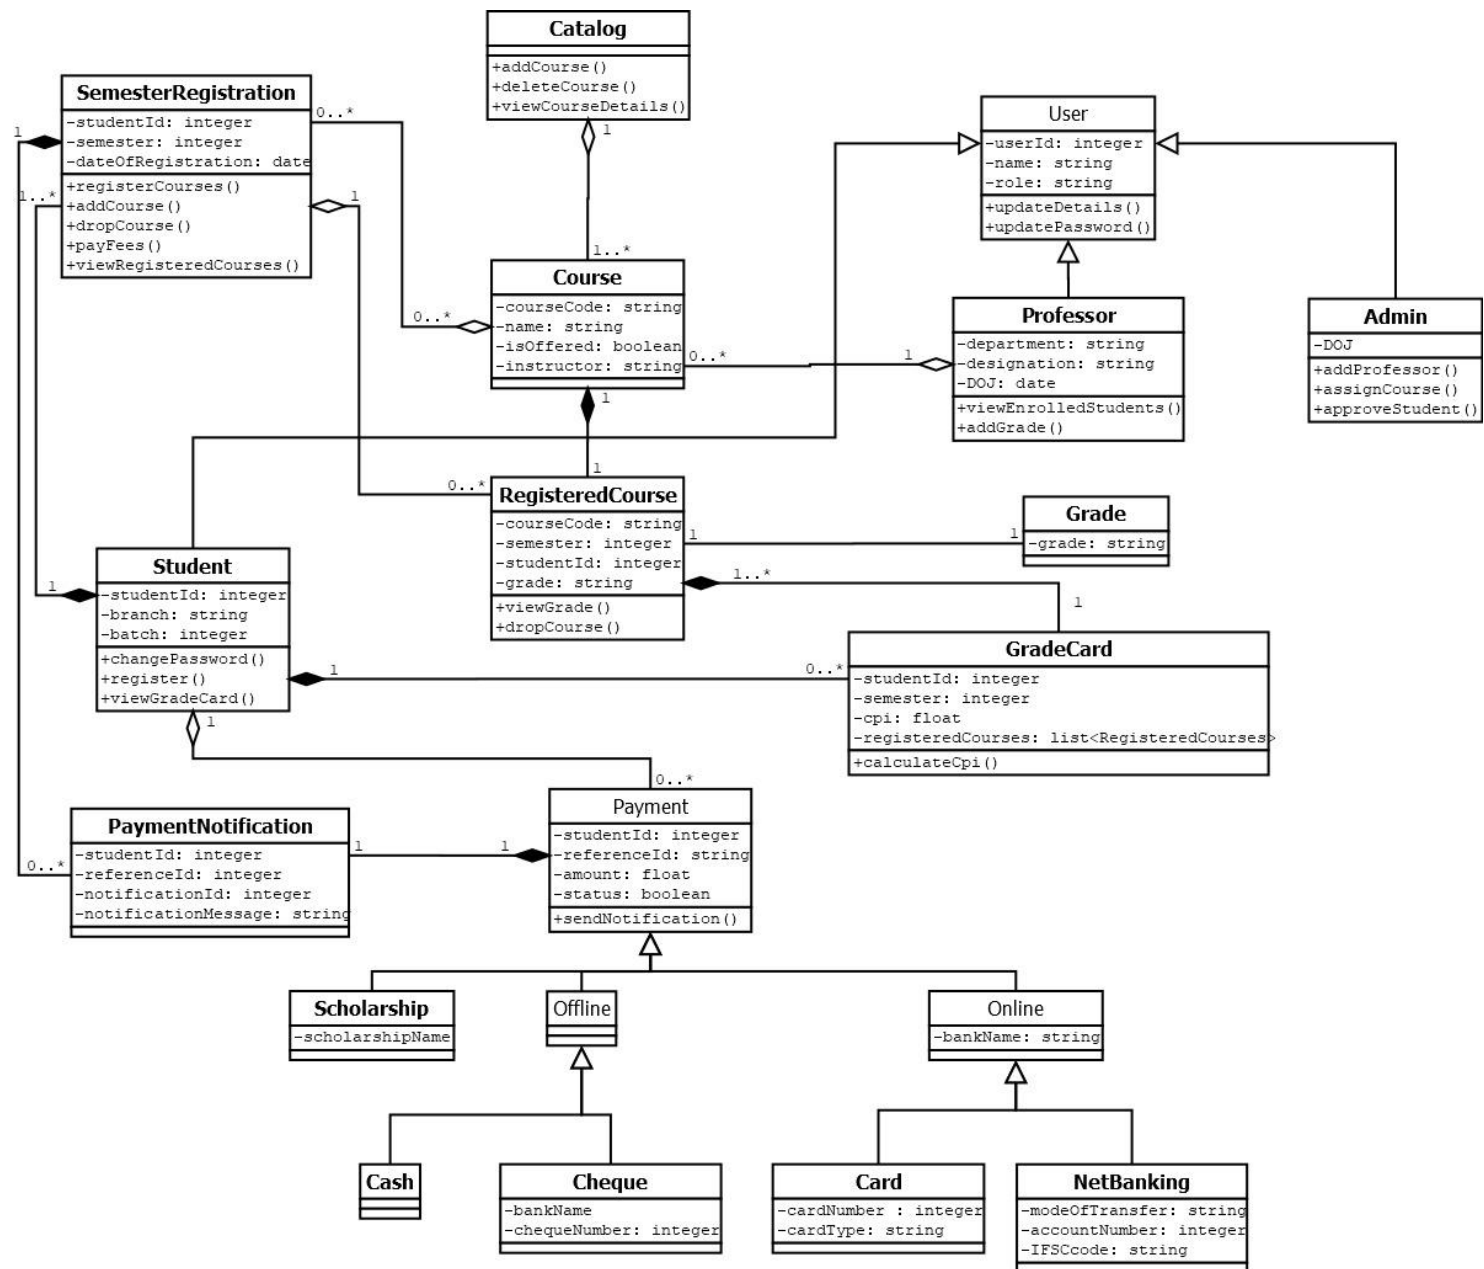 Catalog
+addCourse()
+deleteCourse()
+viewCourseDetails()
1
1..*
SemesterRegistration
-studentId: integer
-semester: integer
-dateOfRegistration: date
+registerCourses()
+addCourse()
+dropCourse()
+payFees()
+viewRegisteredCourses()
0..*
1
1..*
1
User
-userId: integer
-name: string
-role: string
+updateDetails()
+updatePassword()
Course
-courseCode: string
-name: string
-isOffered: boolean
-instructor: string
0..*
0..*
1
1
Professor
-department: string
-designation: string
-DOJ: date
+viewEnrolledStudents()
+addGrade()
1
Admin
-DOJ
+addProfessor()
+assignCourse()
+approveStudent()
RegisteredCourse
-courseCode: string
-semester: integer
-studentId: integer
-grade: string
+viewGrade()
+dropCourse()
0..*
1
1
1..*
Grade
-grade: string
1
Student
-studentId: integer
-branch: string
-batch: integer
+changePassword()
+register()
+viewGradeCard()
1
1
1
GradeCard
-studentId: integer
-semester: integer
-cpi: float
-registeredCourses: list<RegisteredCourses>
+calculateCpi()
0..*
0..*
Payment
-studentId: integer
-referenceId: string
-amount: float
-status: boolean
+sendNotification()
1
1
PaymentNotification
-studentId: integer
-referenceId: integer
-notificationId: integer
-notificationMessage: string
0..*
Scholarship
-scholarshipName
Offline
Online
-bankName: string
Cash
Cheque
-bankName
-chequeNumber: integer
Card
-cardNumber : integer
-cardType: string
NetBanking
-modeOfTransfer: string
-accountNumber: integer
-IFSCcode: string